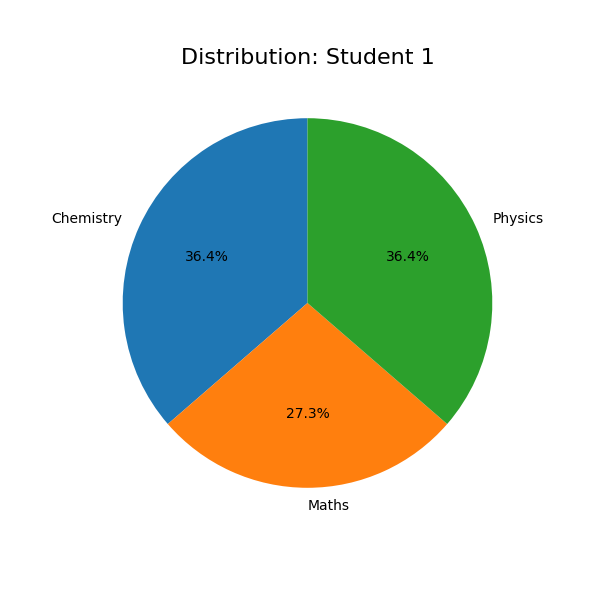 Distribution: Student 1
Chemistry
Physics
36.4%
36.4%
27.3%
Maths